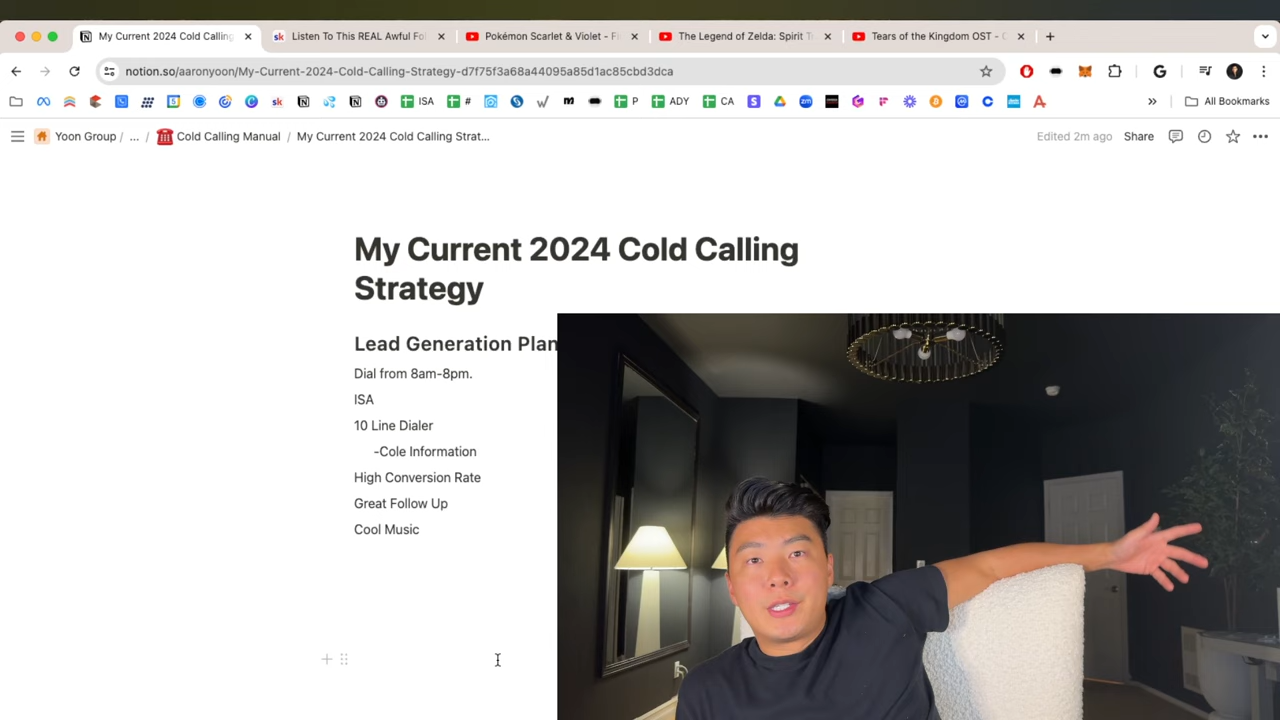 My Current 2024 Cold Calling
Listen To This REAL Awful Fo
Pokémon Scarlet & Violet - F
The Legend of Zelda: Spirit T
Tears of the Kingdom OST -
notion.so/aaronyoon/My-Current-2024-Cold-Calling-Strategy-d7f75f3a68a44095a85d1ac85cbd3dca
ISA
#
P
ADY
CA
All Bookmarks
Yoon Group / ... / Cold Calling Manual / My Current 2024 Cold Calling Strat...
Edited 2m ago
Share
My Current 2024 Cold Calling
Strategy
Lead Generation Plan
Dial from 8am-8pm.
ISA
10 Line Dialer
-Cole Information
High Conversion Rate
Great Follow Up
Cool Music